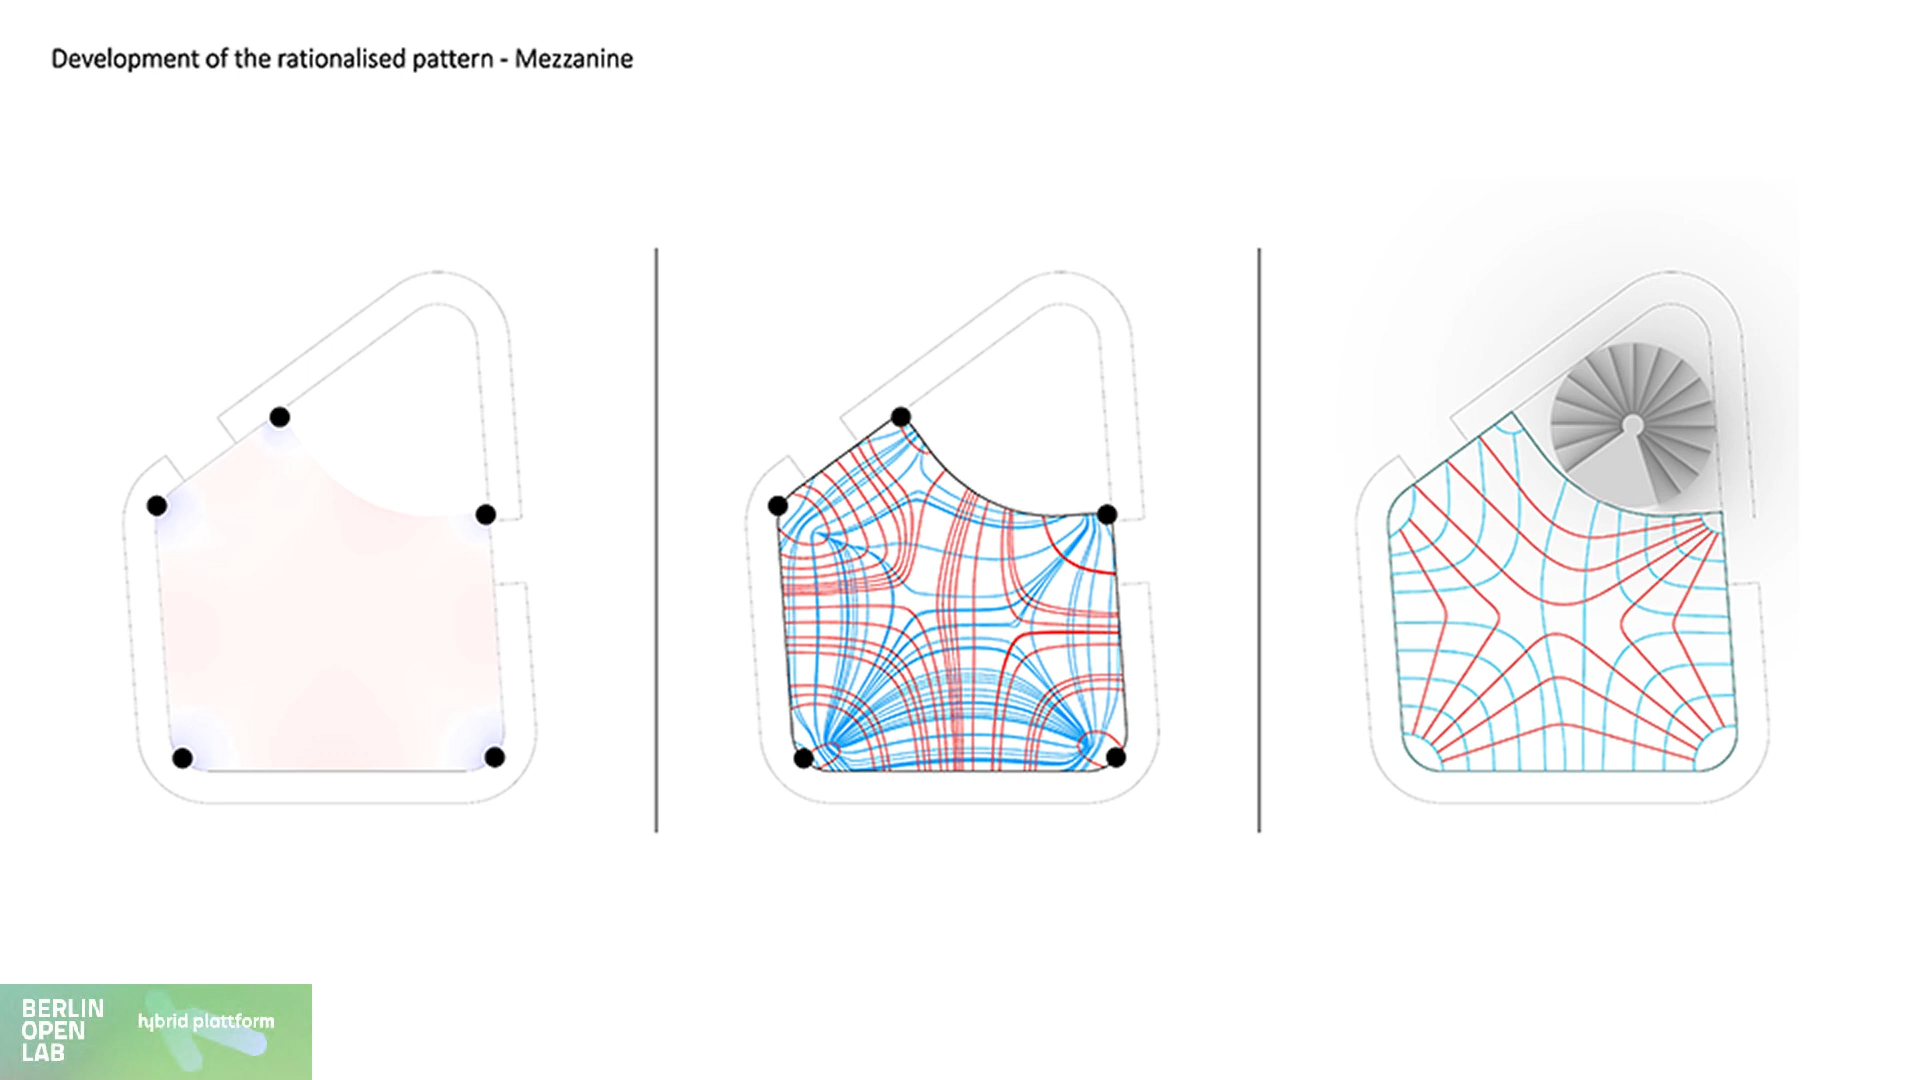 Development of the rationalised pattern - Mezzanine
BERLIN
OPEN
LAB
hybrid plattform